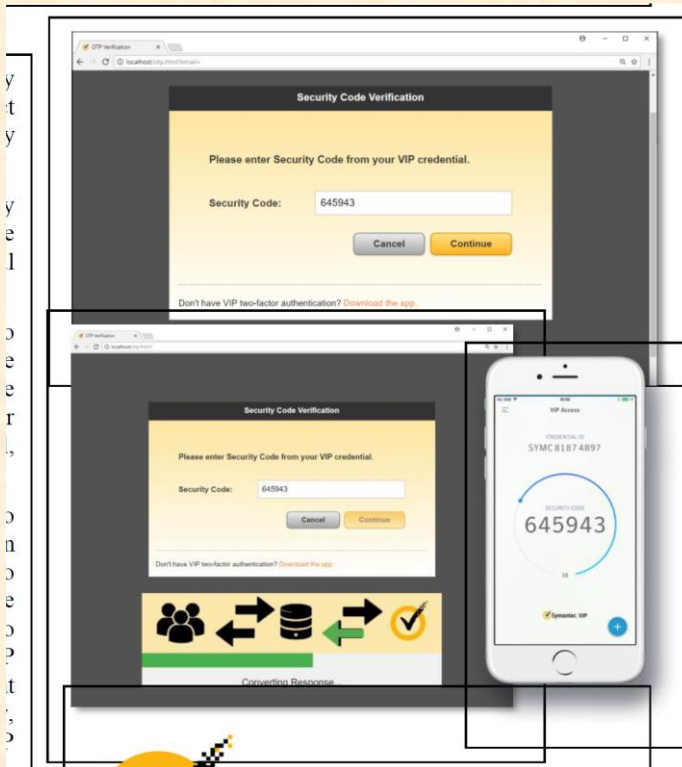 OTP Verification
localhost/otp.html?email=
Security Code Verification
Please enter Security Code from your VIP credential.
Security Code: 645943
Cancel Continue
Don't have VIP two-factor authentication? Download the app.
OTP Verification
Security Code Verification
Please enter Security Code from your VIP credential.
Security Code: 645943
Cancel Continue
Don't have VIP two-factor authentication? Download the app.
Converting Response...
VIP Access
CREDENTIAL ID
SYMC 8187 4897
SECURITY CODE
645943
10
Symantec VIP